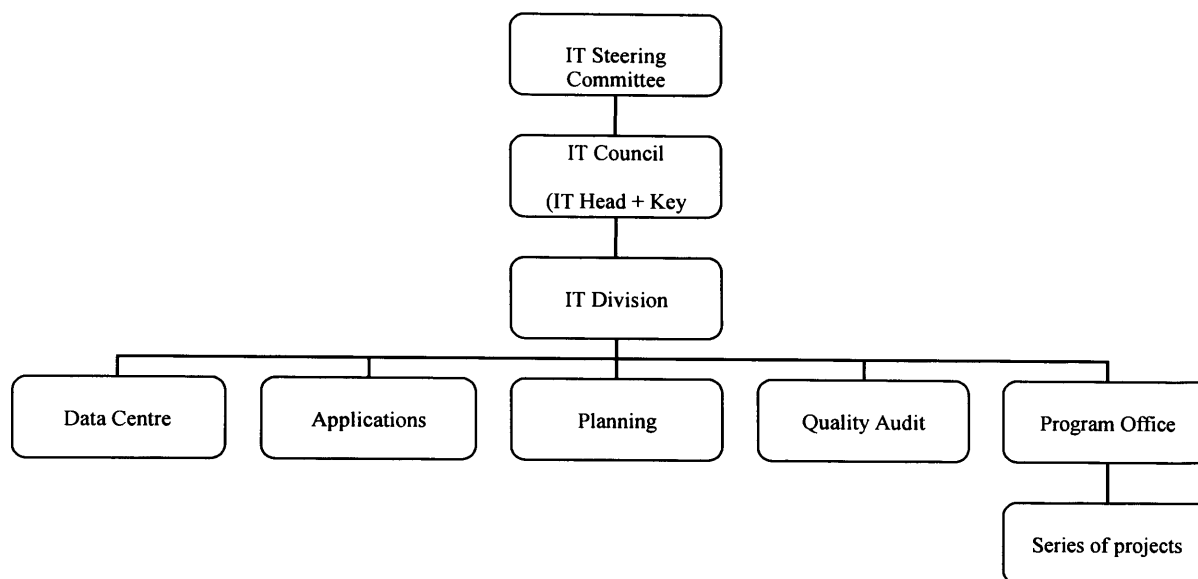 IT Steering
Committee
IT Council
(IT Head + Key
IT Division
Data Centre
Applications
Planning
Quality Audit
Program Office
Series of projects